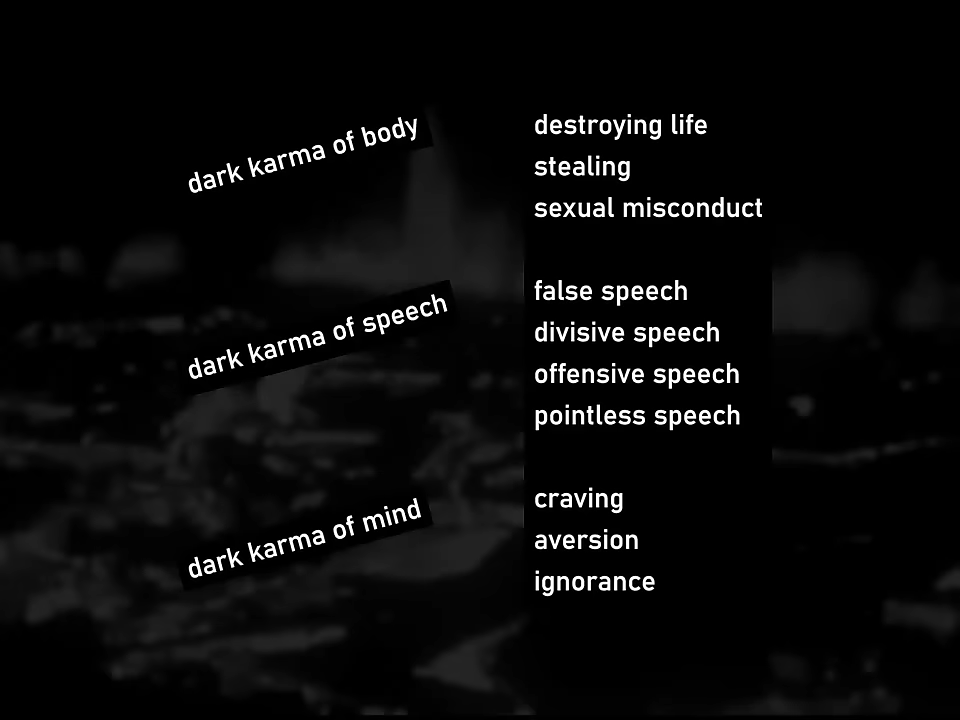 dark karma of body
destroying life
stealing
sexual misconduct
dark karma of speech
false speech
divisive speech
offensive speech
pointless speech
dark karma of mind
craving
aversion
ignorance